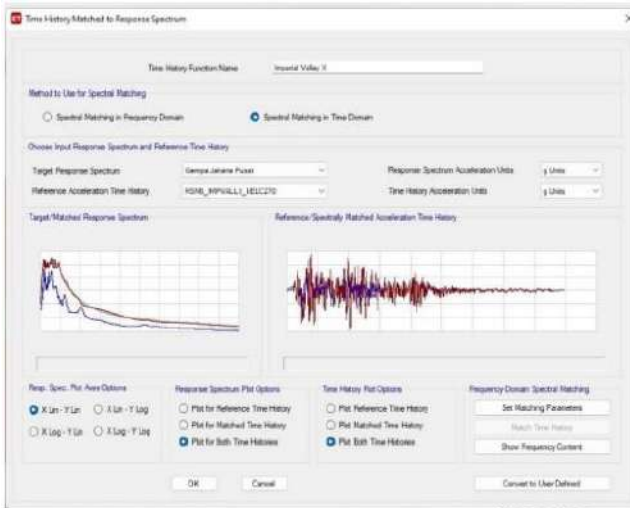 Time History Matched to Response Spectrum
Time History Function Name
Imperial Valley X
Method to Use for Spectral Matching
Spectral Matching in Frequency Domain
Spectral Matching in Time Domain
Choose Input Response Spectrum and Reference Time History
Target Response Spectrum
Gempa Jakarta Pusat
Response Spectrum Acceleration Units
g Units
Reference Acceleration Time History
Time History Acceleration Units
g Units
Target/Matched Response Spectrum
Reference/Spectrally Matched Acceleration Time History
Resp. Spec. Plot Axes Options
X Lin - Y Lin
X Lin - Y Log
X Log - Y Lin
X Log - Y Log
Response Spectrum Plot Options
Plot for Reference Time History
Plot for Matched Time History
Plot for Both Time Histories
Time History Plot Options
Plot Reference Time History
Plot Matched Time History
Plot Both Time Histories
Frequency-Domain Spectral Matching
Set Matching Parameters
Match Time History
Show Frequency Content
OK
Cancel
Convert to User Defined